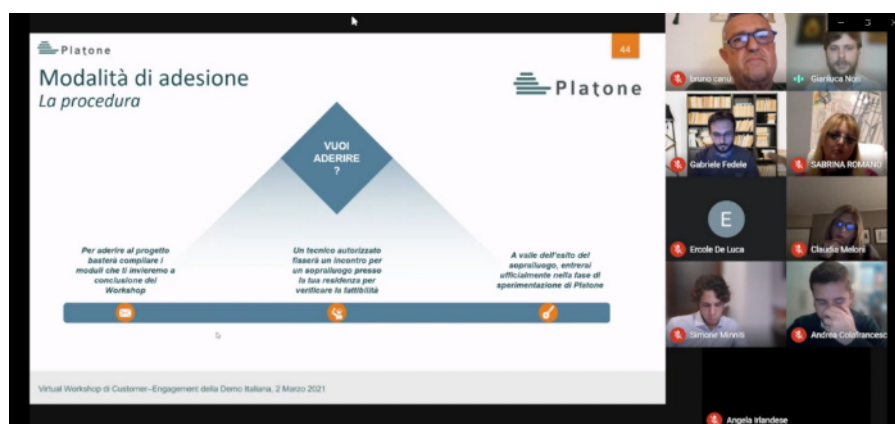 Platone
44
Modalità di adesione
La procedura
Platone
VUOI
ADERIRE
?
Per aderire al progetto
basterà compilare i
moduli che ti invieremo a
conclusione del
Workshop
Un tecnico autorizzato
fisserà un incontro per
un sopralluogo presso
la tua residenza per
verificare la fattibilità
A valle dell'esito del
sopralluogo, entrerai
ufficialmente nella fase di
sperimentazione di Platone
Virtual Workshop di Customer–Engagement della Demo Italiana, 2 Marzo 2021
bruno canu
Gianluca Nori
Gabriele Fedele
SABRINA ROMANO
E
Ercole De Luca
Claudia Meloni
Simone Minniti
Andrea Colafrancesc
Angela Irlandese